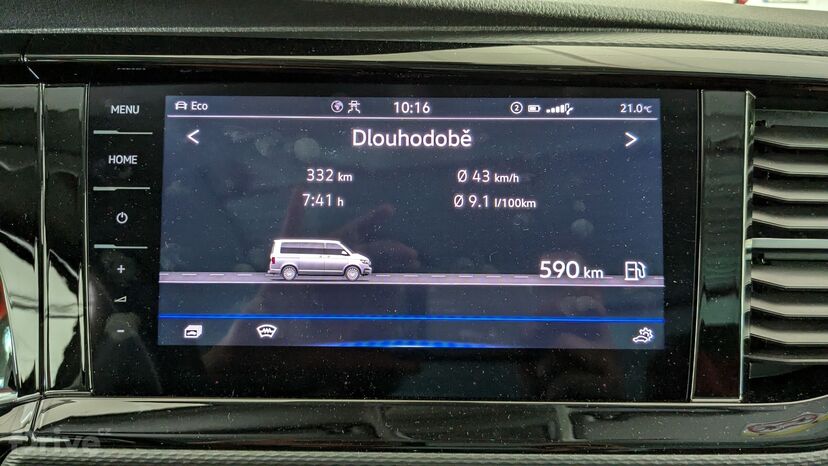 MENU
HOME
+
-
Eco 10:16 2 21.0°C
< Dlouhodobě >
332 km Ø 43 km/h
7:41 h Ø 9.1 l/100km
590 km